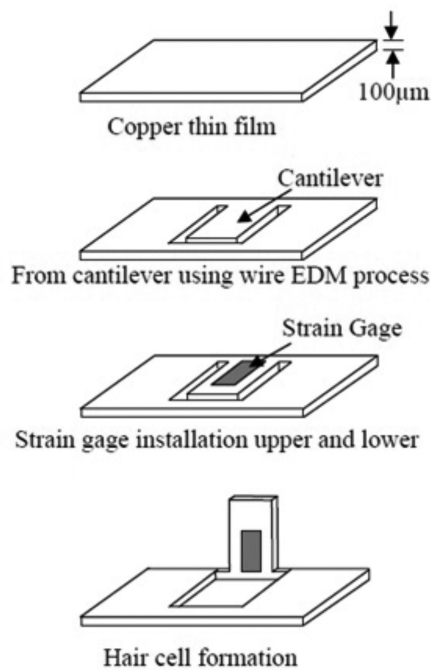 100μm
Copper thin film
Cantilever
From cantilever using wire EDM process
Strain Gage
Strain gage installation upper and lower
Hair cell formation